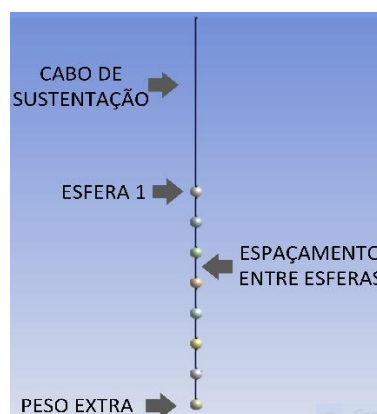 CABO DE
SUSTENTAÇÃO
ESFERA 1
ESPAÇAMENTO
ENTRE ESFERAS
PESO EXTRA